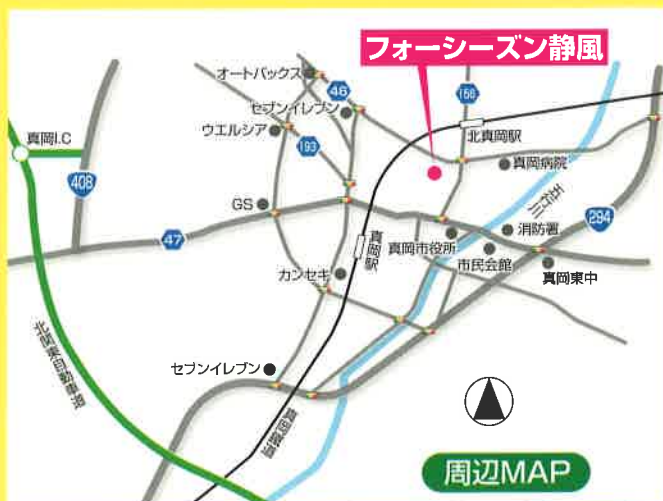 フォーシーズン静風
オートバックス
46
156
セブンイレブン
北真岡駅
ウエルシア
真岡I.C
193
真岡病院
408
五行川
GS
消防署
294
47
真岡駅
真岡市役所
市民会館
真岡東中
カンセキ
北関東自動車道
セブンイレブン
真岡鐵道
周辺MAP